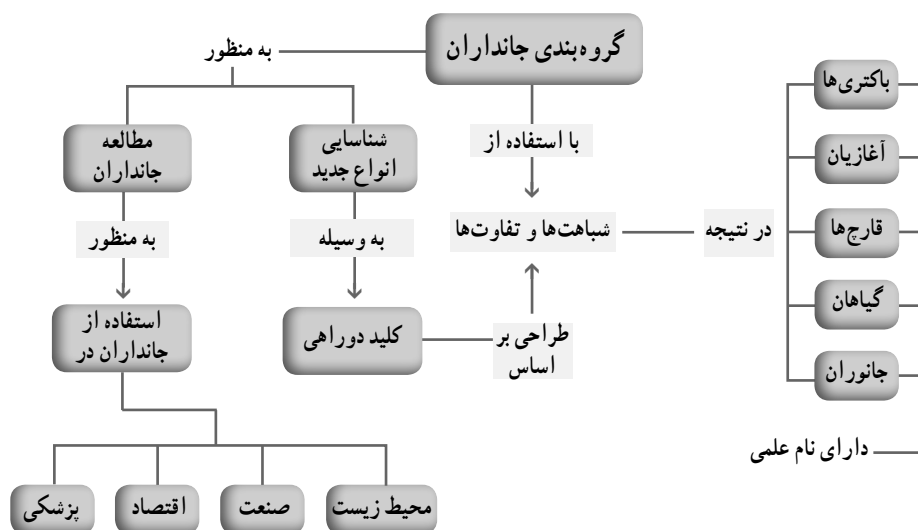 گروه‌بندی جانداران
به منظور
باکتری‌ها
آغازیان
قارچ‌ها
گیاهان
جانوران
با استفاده از
شباهت‌ها و تفاوت‌ها
در نتیجه
شناسایی
انواع جدید
به وسیله
کلید دوراهی
طراحی بر
اساس
مطالعه
جانداران
به منظور
استفاده از
جانداران در
محیط زیست
صنعت
اقتصاد
پزشکی
دارای نام علمی